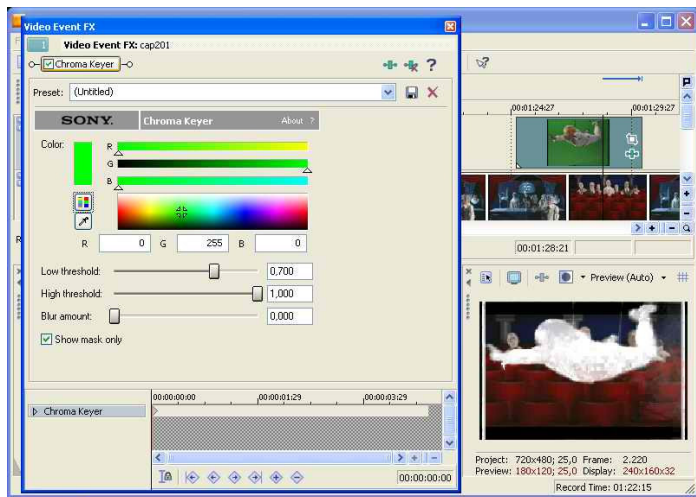 Video Event FX
Video Event FX: cap201
Chroma Keyer
Preset: (Untitled)
SONY. Chroma Keyer About ?
Color:
R
G
B
R 0 G 255 B 0
Low threshold: 0,700
High threshold: 1,000
Blur amount: 0,000
Show mask only
Chroma Keyer
00:00:00:00 00:00:01:29 00:00:03:29
00:00:00:00
00:01:24:27 00:01:29:27
00:01:28:21
Preview (Auto)
Project: 720x480; 25,0 Frame: 2.220
Preview: 180x120; 25,0 Display: 240x160x32
Record Time: 01:22:15